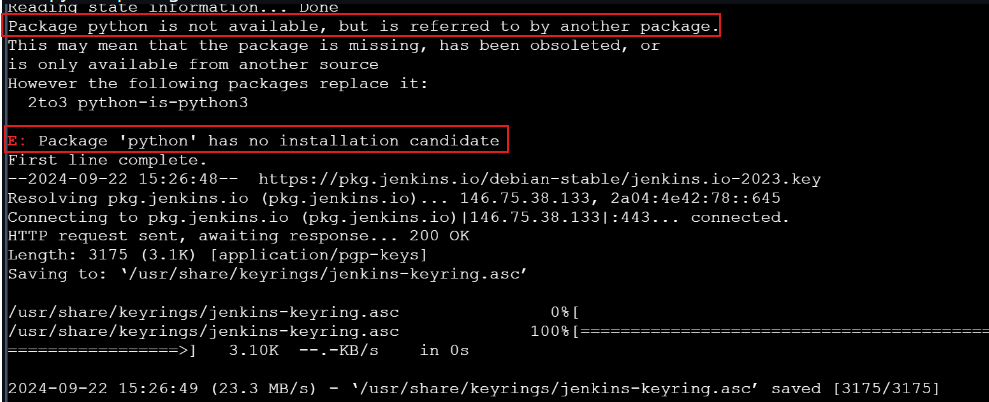 Reading state information... Done
Package python is not available, but is referred to by another package.
This may mean that the package is missing, has been obsoleted, or
is only available from another source
However the following packages replace it:
  2to3 python-is-python3

E: Package 'python' has no installation candidate
First line complete.
--2024-09-22 15:26:48--  https://pkg.jenkins.io/debian-stable/jenkins.io-2023.key
Resolving pkg.jenkins.io (pkg.jenkins.io)... 146.75.38.133, 2a04:4e42:78::645
Connecting to pkg.jenkins.io (pkg.jenkins.io)|146.75.38.133|:443... connected.
HTTP request sent, awaiting response... 200 OK
Length: 3175 (3.1K) [application/pgp-keys]
Saving to: ‘/usr/share/keyrings/jenkins-keyring.asc’

/usr/share/keyrings/jenkins-keyring.asc               0%[
/usr/share/keyrings/jenkins-keyring.asc             100%[=========================================
=================>]   3.10K  --.-KB/s    in 0s

2024-09-22 15:26:49 (23.3 MB/s) - ‘/usr/share/keyrings/jenkins-keyring.asc’ saved [3175/3175]